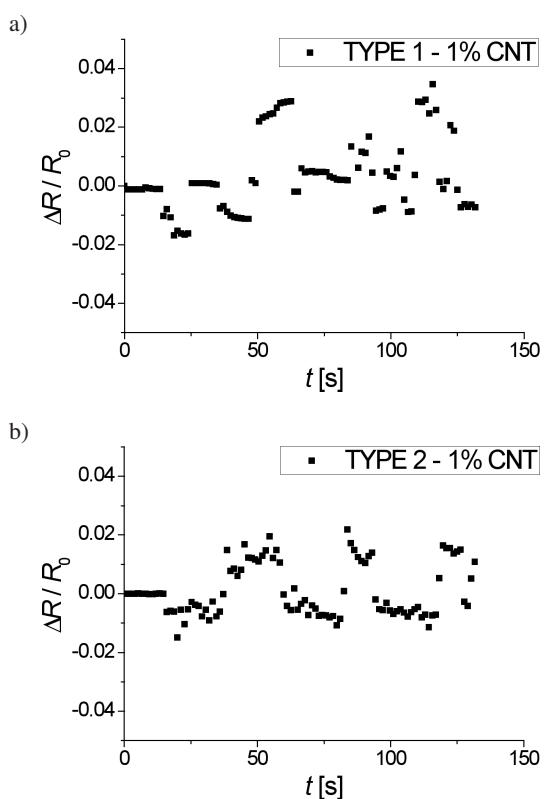 a)
TYPE 1 - 1% CNT
0.04
0.02
0.00
-0.02
-0.04
ΔR / R₀
0 50 100 150
t [s]
b)
TYPE 2 - 1% CNT
0.04
0.02
0.00
-0.02
-0.04
ΔR / R₀
0 50 100 150
t [s]